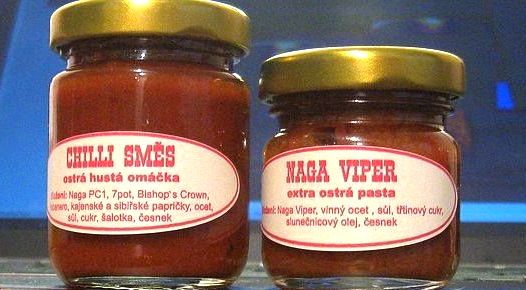 CHILLI SMĚS
ostrá hustá omáčka
Naga PC1, 7pot, Bishop's Crown,
kajenské a sibiřské papričky, ocet,
sůl, cukr, šalotka, česnek
NAGA VIPER
extra ostrá pasta
Naga Viper, vinný ocet , sůl, třtinový cukr,
slunečnicový olej, česnek